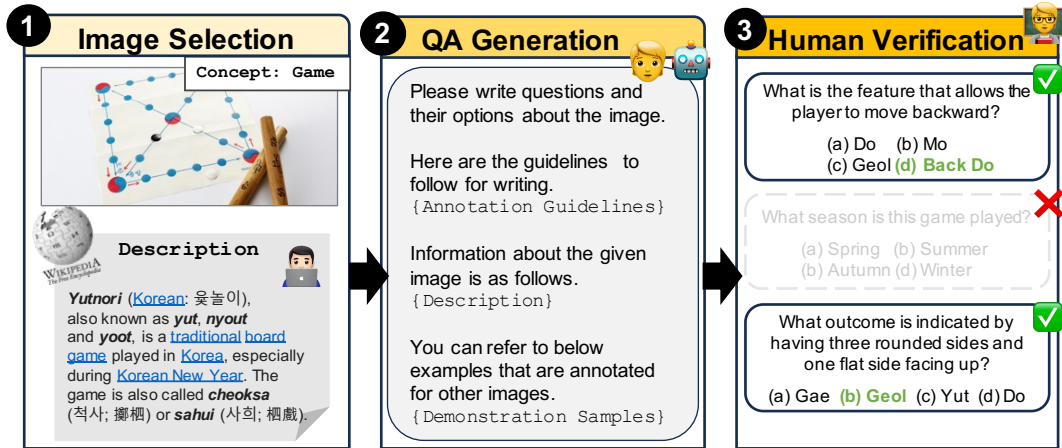 1
Image Selection
Concept: Game
WIKIPEDIA
The Free Encyclopedia
Description
Yutnori (Korean: 윷놀이),
also known as yut, nyout
and yoot, is a traditional board
game played in Korea, especially
during Korean New Year. The
game is also called cheoksa
(척사; 擲柶) or sahui (사희; 柶戲).
2
QA Generation
Please write questions and
their options about the image.
Here are the guidelines to
follow for writing.
{Annotation Guidelines}
Information about the given
image is as follows.
{Description}
You can refer to below
examples that are annotated
for other images.
{Demonstration Samples}
3
Human Verification
What is the feature that allows the
player to move backward?
(a) Do (b) Mo
(c) Geol (d) Back Do
What season is this game played?
(a) Spring (b) Summer
(b) Autumn (d) Winter
What outcome is indicated by
having three rounded sides and
one flat side facing up?
(a) Gae (b) Geol (c) Yut (d) Do